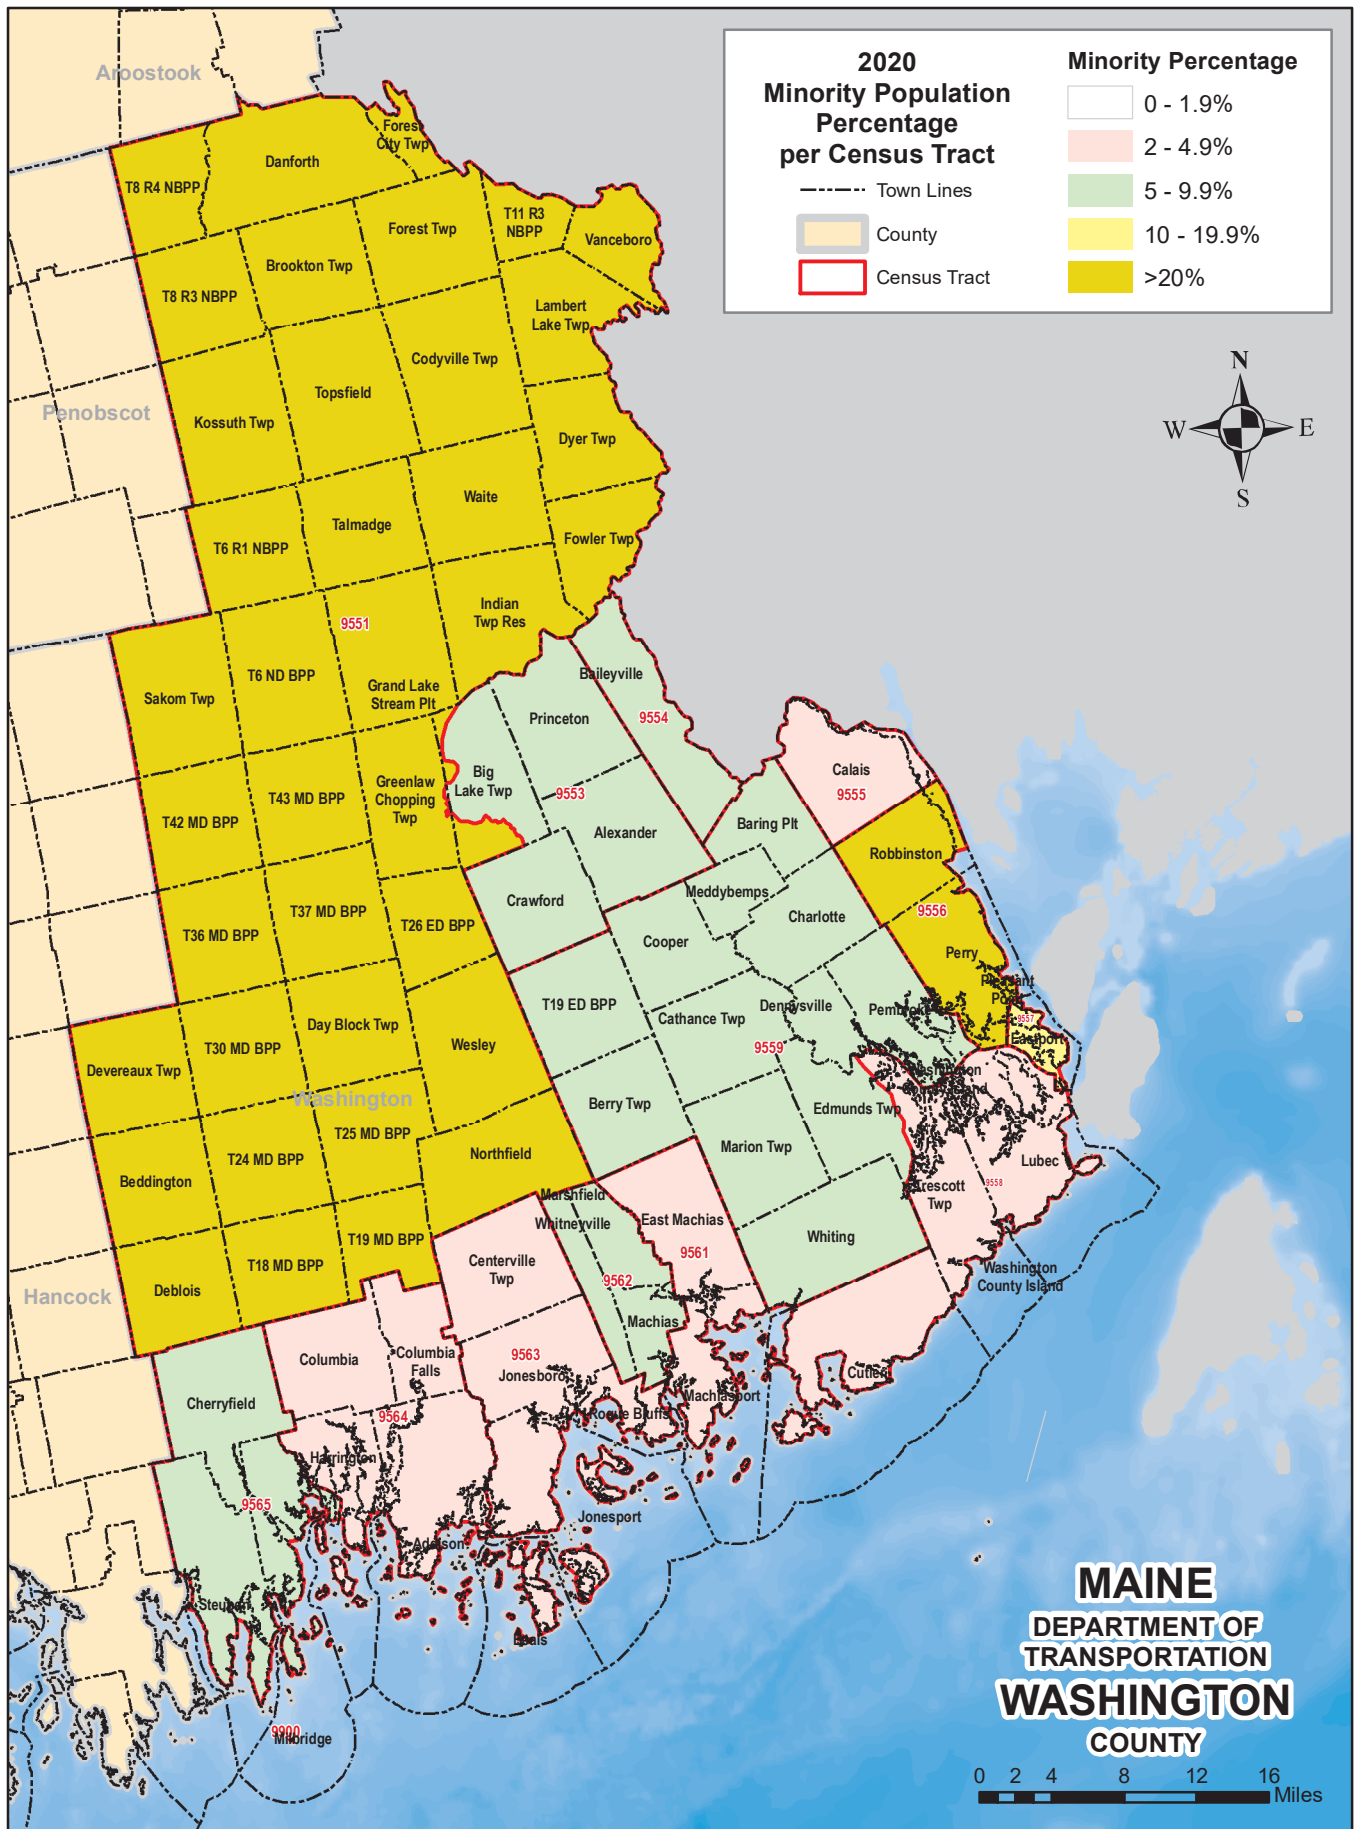 2020
Minority Population
Percentage
per Census Tract
Town Lines
County
Census Tract
Minority Percentage
0 - 1.9%
2 - 4.9%
5 - 9.9%
10 - 19.9%
>20%
N
W
E
S
Aroostook
Penobscot
Washington
Hancock
Forest
City Twp
Danforth
T8 R4 NBPP
T11 R3
NBPP
Forest Twp
Vanceboro
Brookton Twp
T8 R3 NBPP
Lambert
Lake Twp
Codyville Twp
Topsfield
Kossuth Twp
Dyer Twp
Waite
Talmadge
Fowler Twp
T6 R1 NBPP
Indian
Twp Res
9551
T6 ND BPP
Baileyville
Grand Lake
Stream Plt
Sakom Twp
Princeton
9554
Big
Lake Twp
Calais
9555
Greenlaw
Chopping
Twp
T43 MD BPP
9553
T42 MD BPP
Baring Plt
Alexander
Robbinston
Meddybemps
Crawford
T37 MD BPP
9556
Charlotte
T26 ED BPP
T36 MD BPP
Cooper
Perry
Pleasant
Point
T19 ED BPP
Dennysville
Pembroke
Cathance Twp
9557
Day Block Twp
Eastport
Wesley
T30 MD BPP
9559
Devereaux Twp
Washington
County Island
Berry Twp
Edmunds Twp
T25 MD BPP
Marion Twp
Northfield
T24 MD BPP
Lubec
Beddington
9558
Trescott
Twp
Marshfield
Whitneyville
East Machias
Whiting
T19 MD BPP
9561
Centerville
Twp
T18 MD BPP
Washington
County Island
9562
Deblois
Machias
Columbia
Columbia
Falls
9563
Jonesboro
Cutler
Machiasport
Cherryfield
Roque Bluffs
9564
Harrington
9565
Jonesport
Addison
Steuben
Beals
9900
Milbridge
MAINE
DEPARTMENT OF
TRANSPORTATION
WASHINGTON
COUNTY
0 2 4 8 12 16
Miles